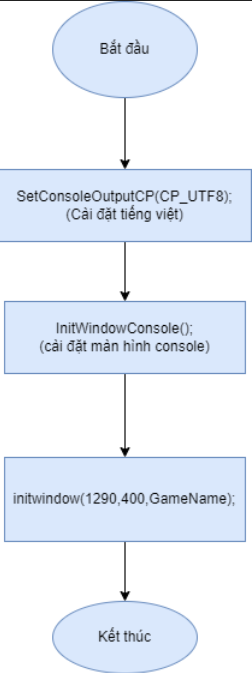 Bắt đầu
SetConsoleOutputCP(CP_UTF8);
(Cài đặt tiếng việt)
InitWindowConsole();
(cài đặt màn hình console)
initwindow(1290,400,GameName);
Kết thúc